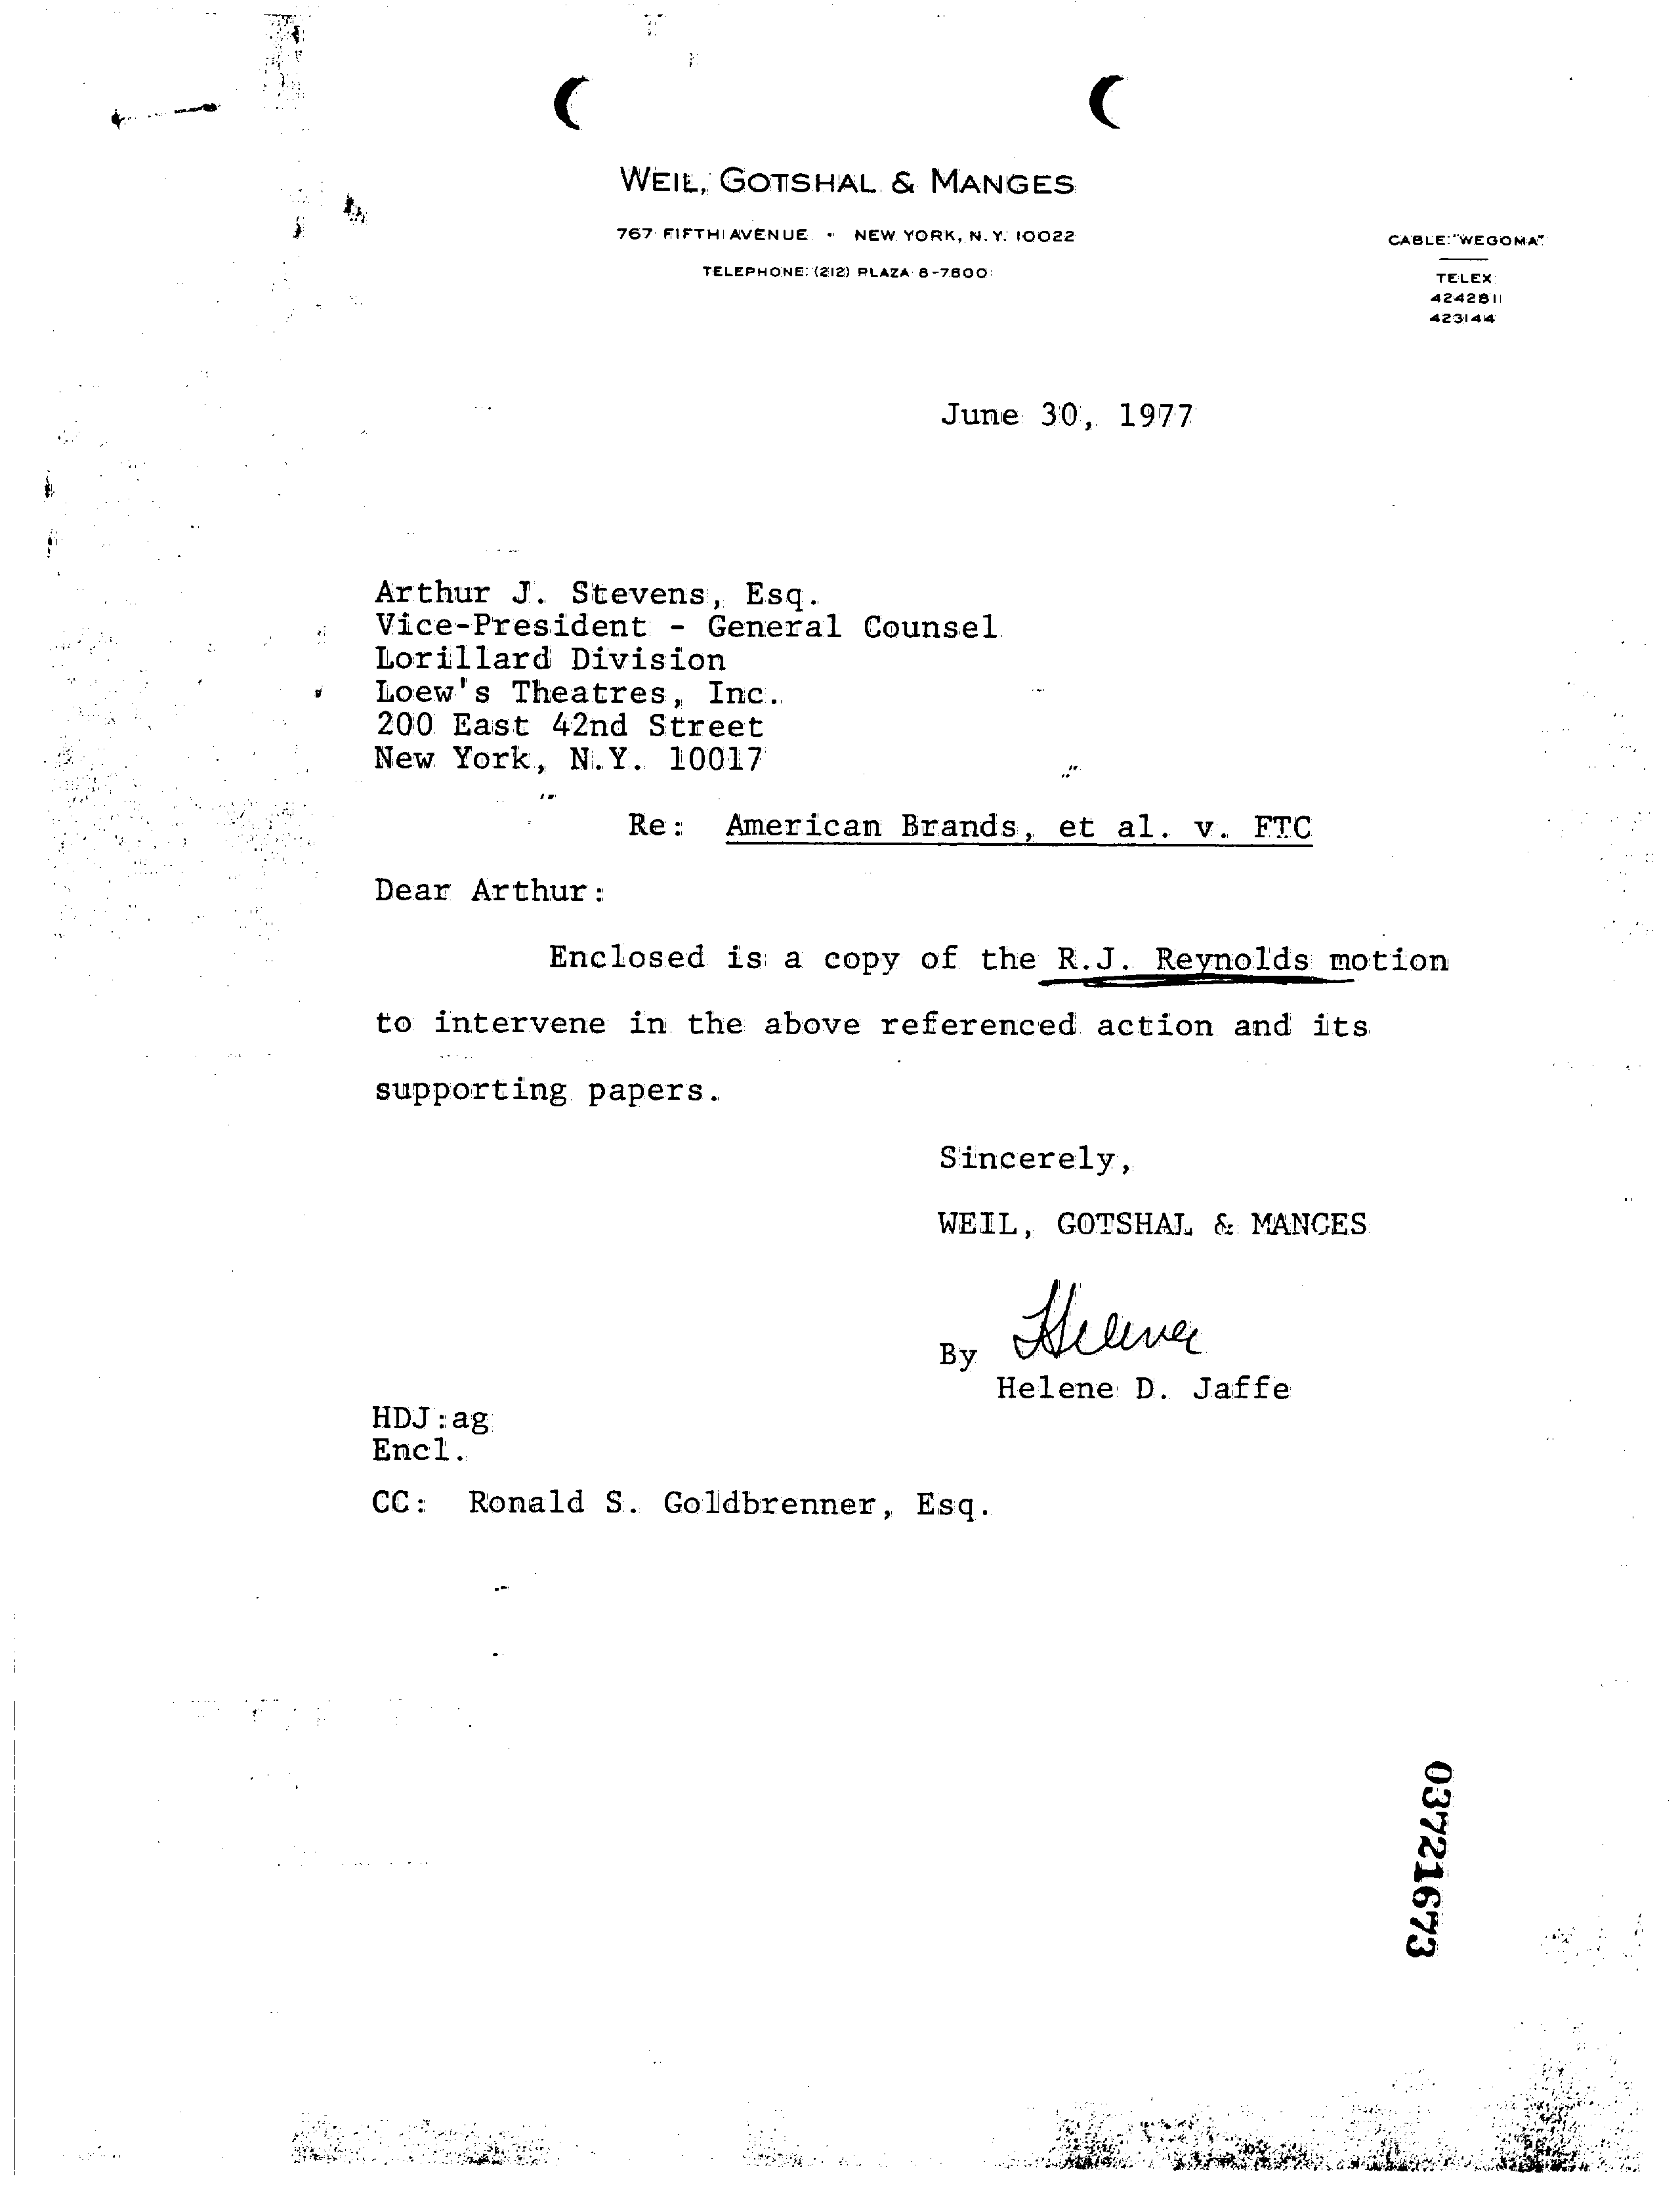 WEIL, GOTSHAL & MANGES
767 FIFTH AVENUE • NEW YORK, N.Y. 10022
TELEPHONE: (212) PLAZA 8-7800
CABLE: "WEGOMA"
TELEX
4242811
423144
June 30, 1977
Arthur J. Stevens, Esq.
Vice-President - General Counsel
Lorillard Division
Loew's Theatres, Inc.
200 East 42nd Street
New York, N.Y. 10017
Re: American Brands, et al. v. FTC
Dear Arthur:
Enclosed is a copy of the R.J. Reynolds motion
to intervene in the above referenced action and its
supporting papers.
Sincerely,
WEIL, GOTSHAL & MANGES
By Helene
Helene D. Jaffe
HDJ:ag
Encl.
CC: Ronald S. Goldbrenner, Esq.
03721673